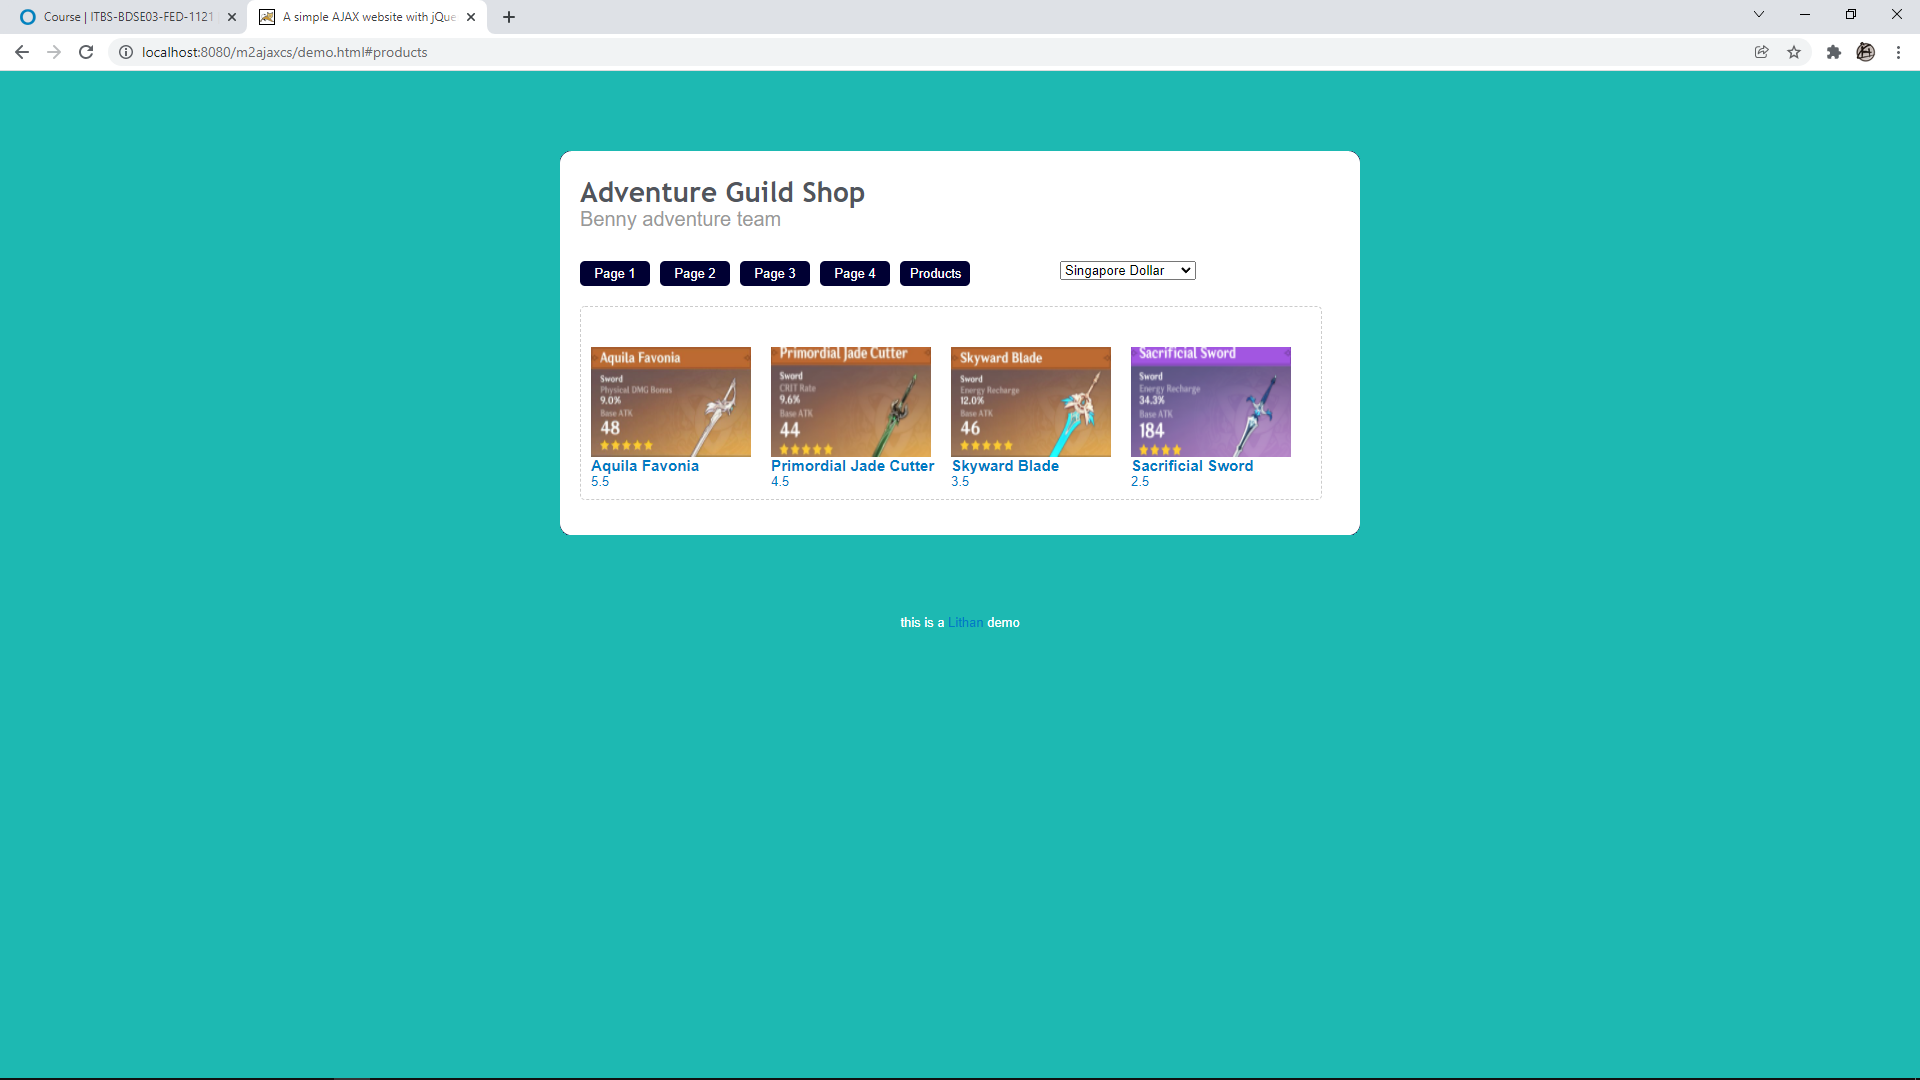 Course | ITBS-BDSE03-FED-1121
A simple AJAX website with jQue
localhost:8080/m2ajaxcs/demo.html#products
Adventure Guild Shop
Benny adventure team
Page 1
Page 2
Page 3
Page 4
Products
Singapore Dollar
Aquila Favonia
Sword
Physical DMG Bonus
9.0%
Base ATK
48
Aquila Favonia
5.5
Primordial Jade Cutter
Sword
CRIT Rate
9.6%
Base ATK
44
Primordial Jade Cutter
4.5
Skyward Blade
Sword
Energy Recharge
12.0%
Base ATK
46
Skyward Blade
3.5
Sacrificial Sword
Sword
Energy Recharge
34.3%
Base ATK
184
Sacrificial Sword
2.5
this is a Lithan demo